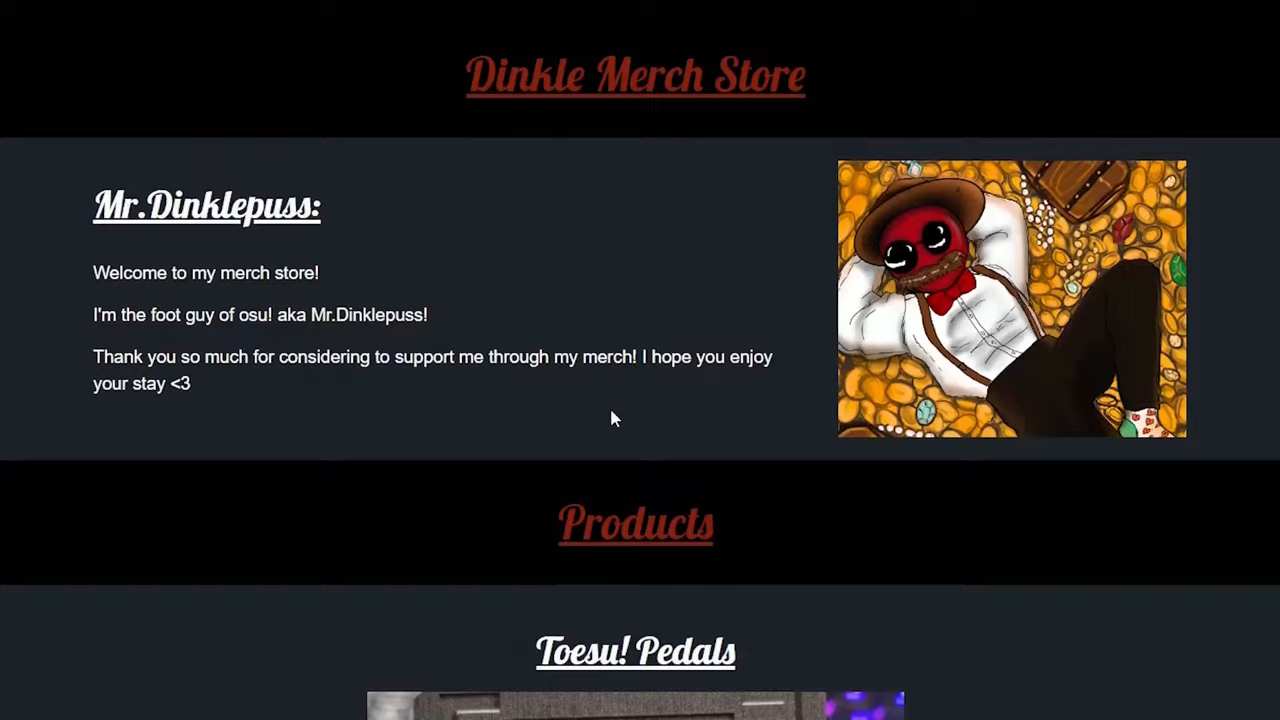 Dinkle Merch Store
Mr.Dinklepuss:
Welcome to my merch store!
I'm the foot guy of osu! aka Mr.Dinklepuss!
Thank you so much for considering to support me through my merch! I hope you enjoy
your stay <3
Products
Toesu! Pedals